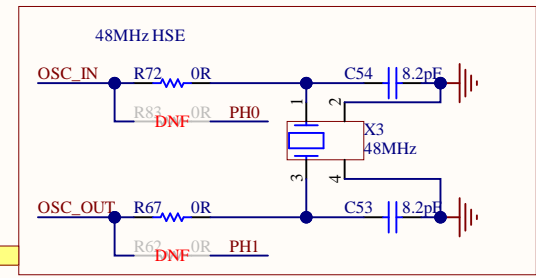 48MHz HSE
OSC_IN R72 0R C54 8.2pF
R83 DNF 0R PH0
1 2
X3
48MHz
3 4
OSC_OUT R67 0R C53 8.2pF
R62 DNF 0R PH1